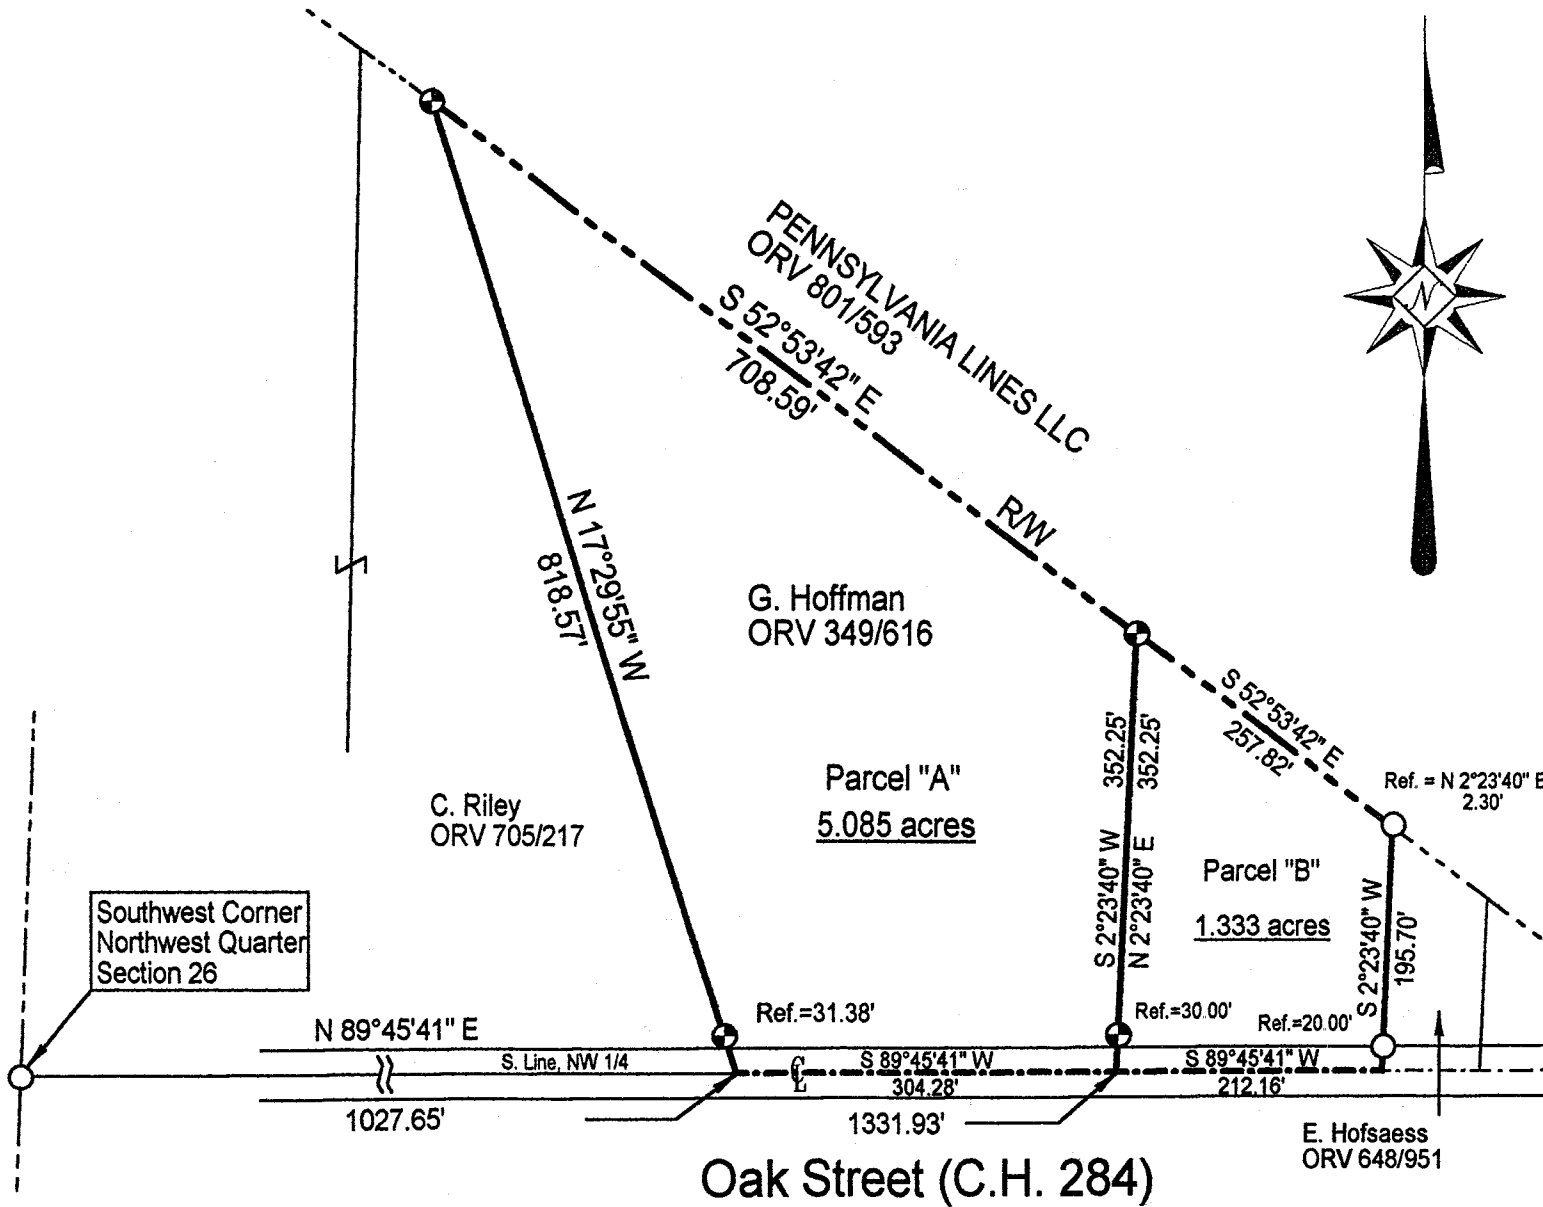 PENNSYLVANIA LINES LLC
ORV 801/593
S 52°53'42" E
708.59'
R/W
N 17°29'55" W
818.57'
G. Hoffman
ORV 349/616
S 52°53'42" E
257.82'
Ref. = N 2°23'40" E
2.30'
S 2°23'40" W 352.25'
N 2°23'40" E 352.25'
Parcel "A"
5.085 acres
C. Riley
ORV 705/217
Parcel "B"
1.333 acres
S 2°23'40" W
195.70'
Southwest Corner
Northwest Quarter
Section 26
N 89°45'41" E
Ref.=31.38'
Ref.=30.00'
Ref.=20.00'
S. Line, NW 1/4
CL
S 89°45'41" W
304.28'
S 89°45'41" W
212.16'
1027.65'
1331.93'
E. Hofsaess
ORV 648/951
Oak Street (C.H. 284)
N